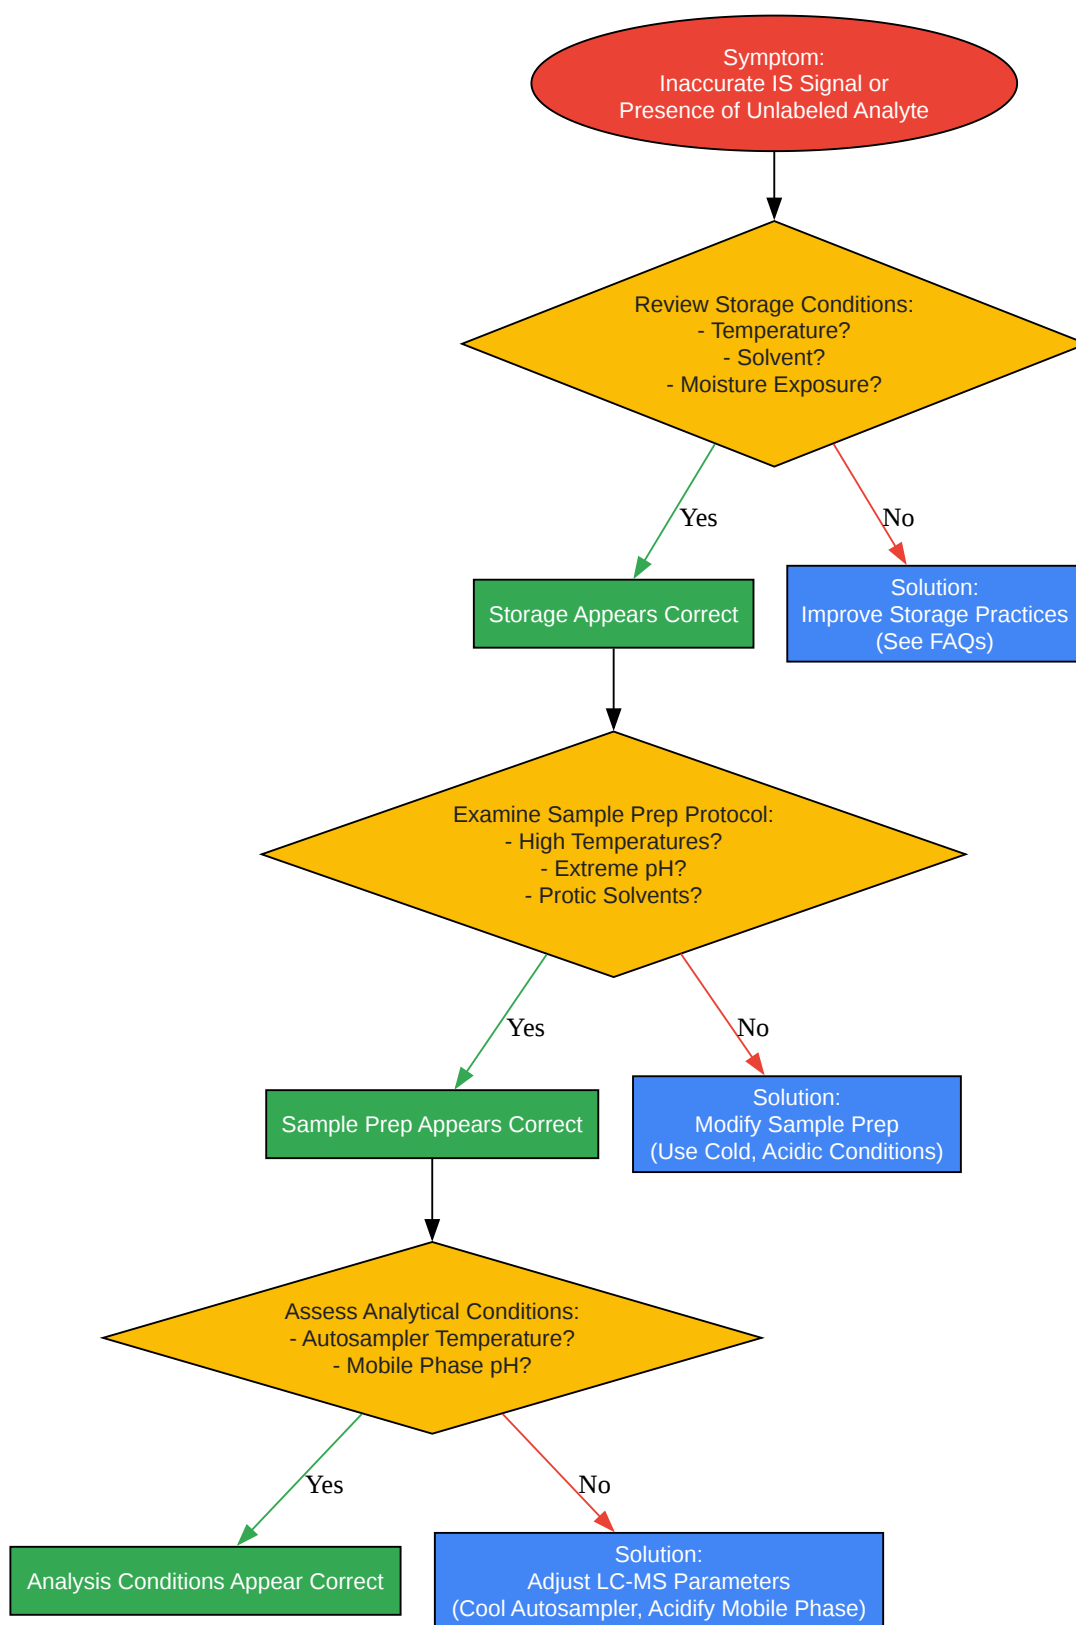 Symptom:
Inaccurate IS Signal or
Presence of Unlabeled Analyte
Review Storage Conditions:
- Temperature?
- Solvent?
- Moisture Exposure?
Yes
No
Storage Appears Correct
Solution:
Improve Storage Practices
(See FAQs)
Examine Sample Prep Protocol:
- High Temperatures?
- Extreme pH?
- Protic Solvents?
Yes
No
Sample Prep Appears Correct
Solution:
Modify Sample Prep
(Use Cold, Acidic Conditions)
Assess Analytical Conditions:
- Autosampler Temperature?
- Mobile Phase pH?
Yes
No
Analysis Conditions Appear Correct
Solution:
Adjust LC-MS Parameters
(Cool Autosampler, Acidify Mobile Phase)